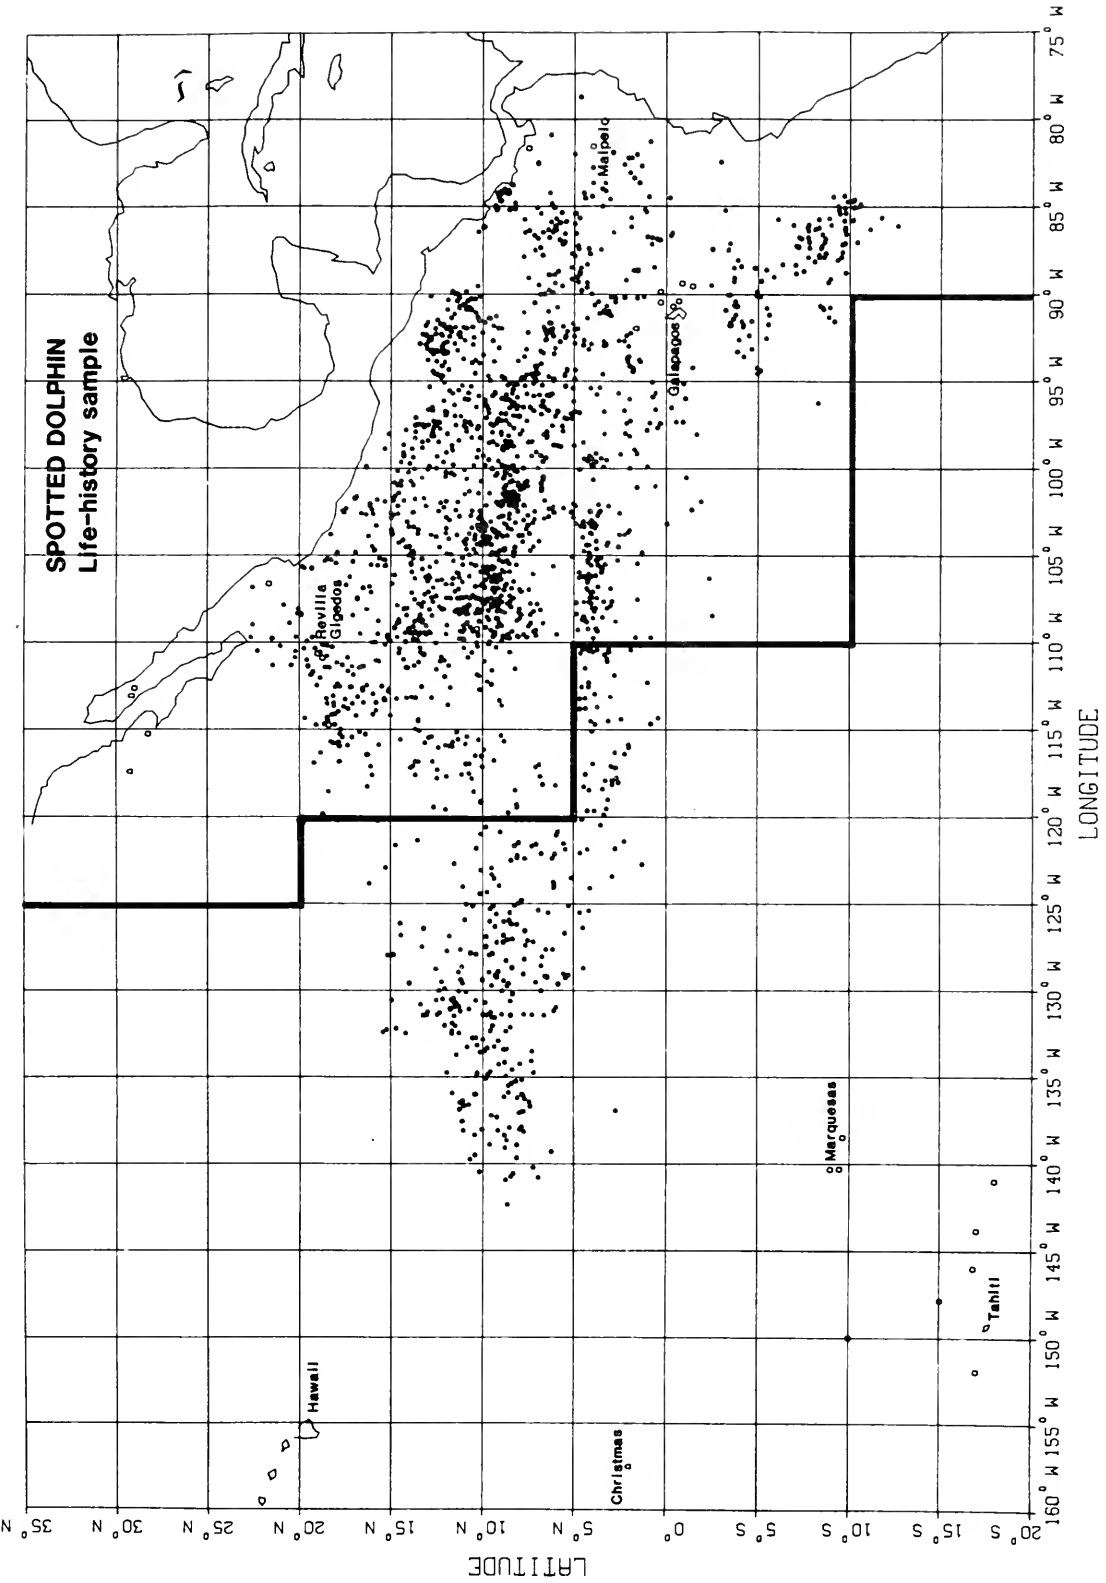 SPOTTED DOLPHIN
Life-history sample
Revilla
Gigedos
Malpelo
Galapagos
Marquesas
Tahiti
Hawaii
Christmas
LATITUDE
35° N
30° N
25° N
20° N
15° N
10° N
5° N
0°
5° S
10° S
15° S
20° S
160° W
155° W
150° W
145° W
140° W
135° W
130° W
125° W
120° W
115° W
110° W
105° W
100° W
95° W
90° W
85° W
80° W
75° W
LONGITUDE